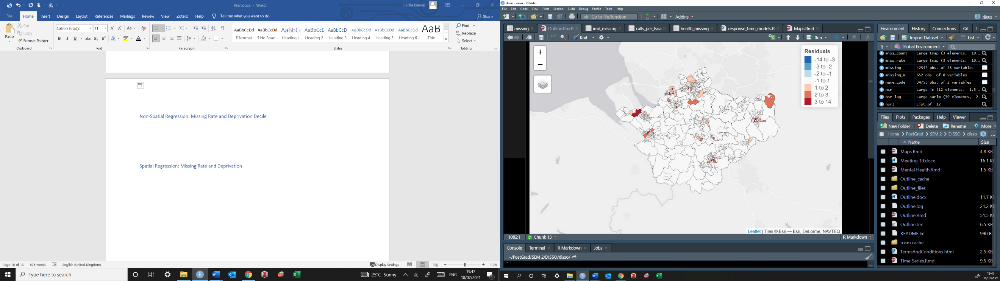 Plan.docx - Word
nadia kennar
File Home Insert Design Layout References Mailings Review View Zotero Help Tell me what you want to do
Share
Paste
Cut
Copy
Format Painter
Clipboard
Calibri (Body) 11
Font
Paragraph
AaBbCcDd AaBbCcDd AaBbCc AaBbCcE AaBbCcD AaBbCcDd AaBbCcDd AaBbCcDd AaB
¶ Normal ¶ No Spac... Heading 1 Heading 2 Heading 3 Heading 4 Heading 5 Heading 6 Title
Styles
Find
Replace
Select
Editing
Non-Spatial Regression: Missing Rate and Deprivation Decile
Spatial Regression: Missing Rate and Deprivation
Page 10 of 13 675 words English (United Kingdom)
Display Settings
110%
Type here to search
25°C Sunny
ENG
19:47
18/07/2021
disso - main - RStudio
File Edit Code View Plots Session Build Debug Profile Tools Help
Go to file/function
Addins
disso
missing Outline.Rmd* imd_missing calls_per_lsoa health_missing response_time_models.R Maps.Rmd
Knit
Run
+
−
Residuals
-14 to -3
-3 to -2
-2 to -1
-1 to 1
1 to 2
2 to 3
3 to 14
Leaflet | Tiles © Esri — Esri, DeLorme, NAVTEQ
1082:1 Chunk 13
R Markdown
Console Terminal R Markdown Jobs
~/PostGrad/SEM 2/DISSO/disso/
>
Environment History Connections Git T
Import Dataset
List
R Global Environment
miss_count Large tmap (3 elements, 10...
miss_rate Large tmap (3 elements, 10...
missing 42547 obs. of 28 variables
missing_m 652 obs. of 8 variables
name_code 34753 obs. of 2 variables
nsr Large lm (12 elements, 1.5 ...
nsr_lag Large sarlm (39 elements, 2...
nsr2 List of 12
Files Plots Packages Help Viewer
New Folder Delete Rename More
Home PostGrad SEM 2 DISSO disso ...
Name Size
Maps.Rmd 4.8 KB
Meeting 19.docx 16.1 K
Mental Health.Rmd 1.5 KB
Outline_cache
Outline_files
Outline.docx 11.7 K
Outline.log 21.2 K
Outline.Rmd 51.5 K
Outline.tex 6.5 KB
README.txt 990 B
rosm.cache
TermsAndConditions.html 2.5 KB
Time Series.Rmd 9.5 KB
19:47
18/07/2021